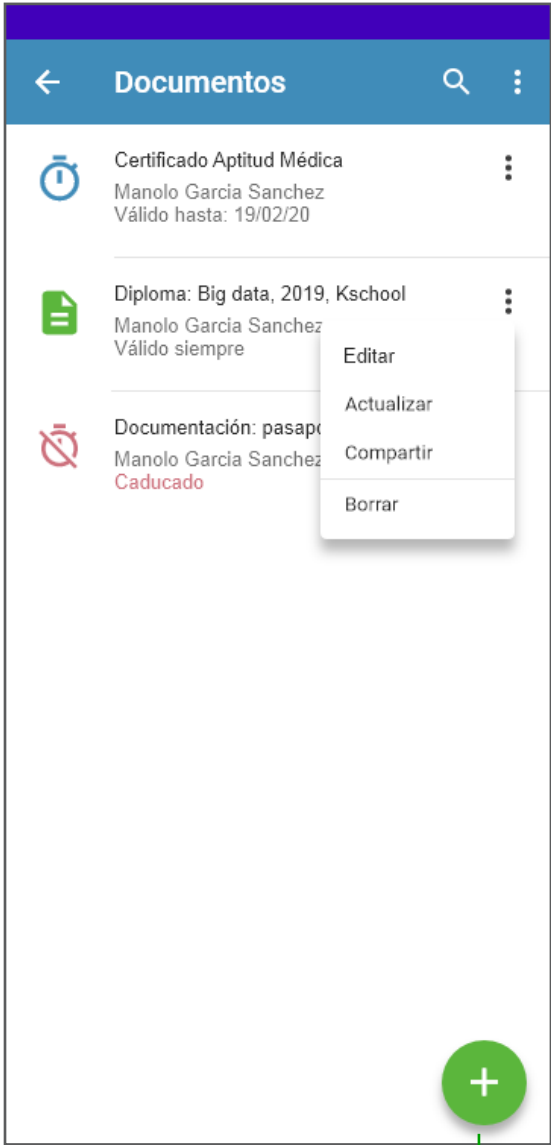 Documentos
Certificado Aptitud Médica
Manolo Garcia Sanchez
Válido hasta: 19/02/20
Diploma: Big data, 2019, Kschool
Manolo Garcia Sanchez
Válido siempre
Editar
Actualizar
Compartir
Borrar
Documentación:
Manolo Garcia Sanchez
Caducado